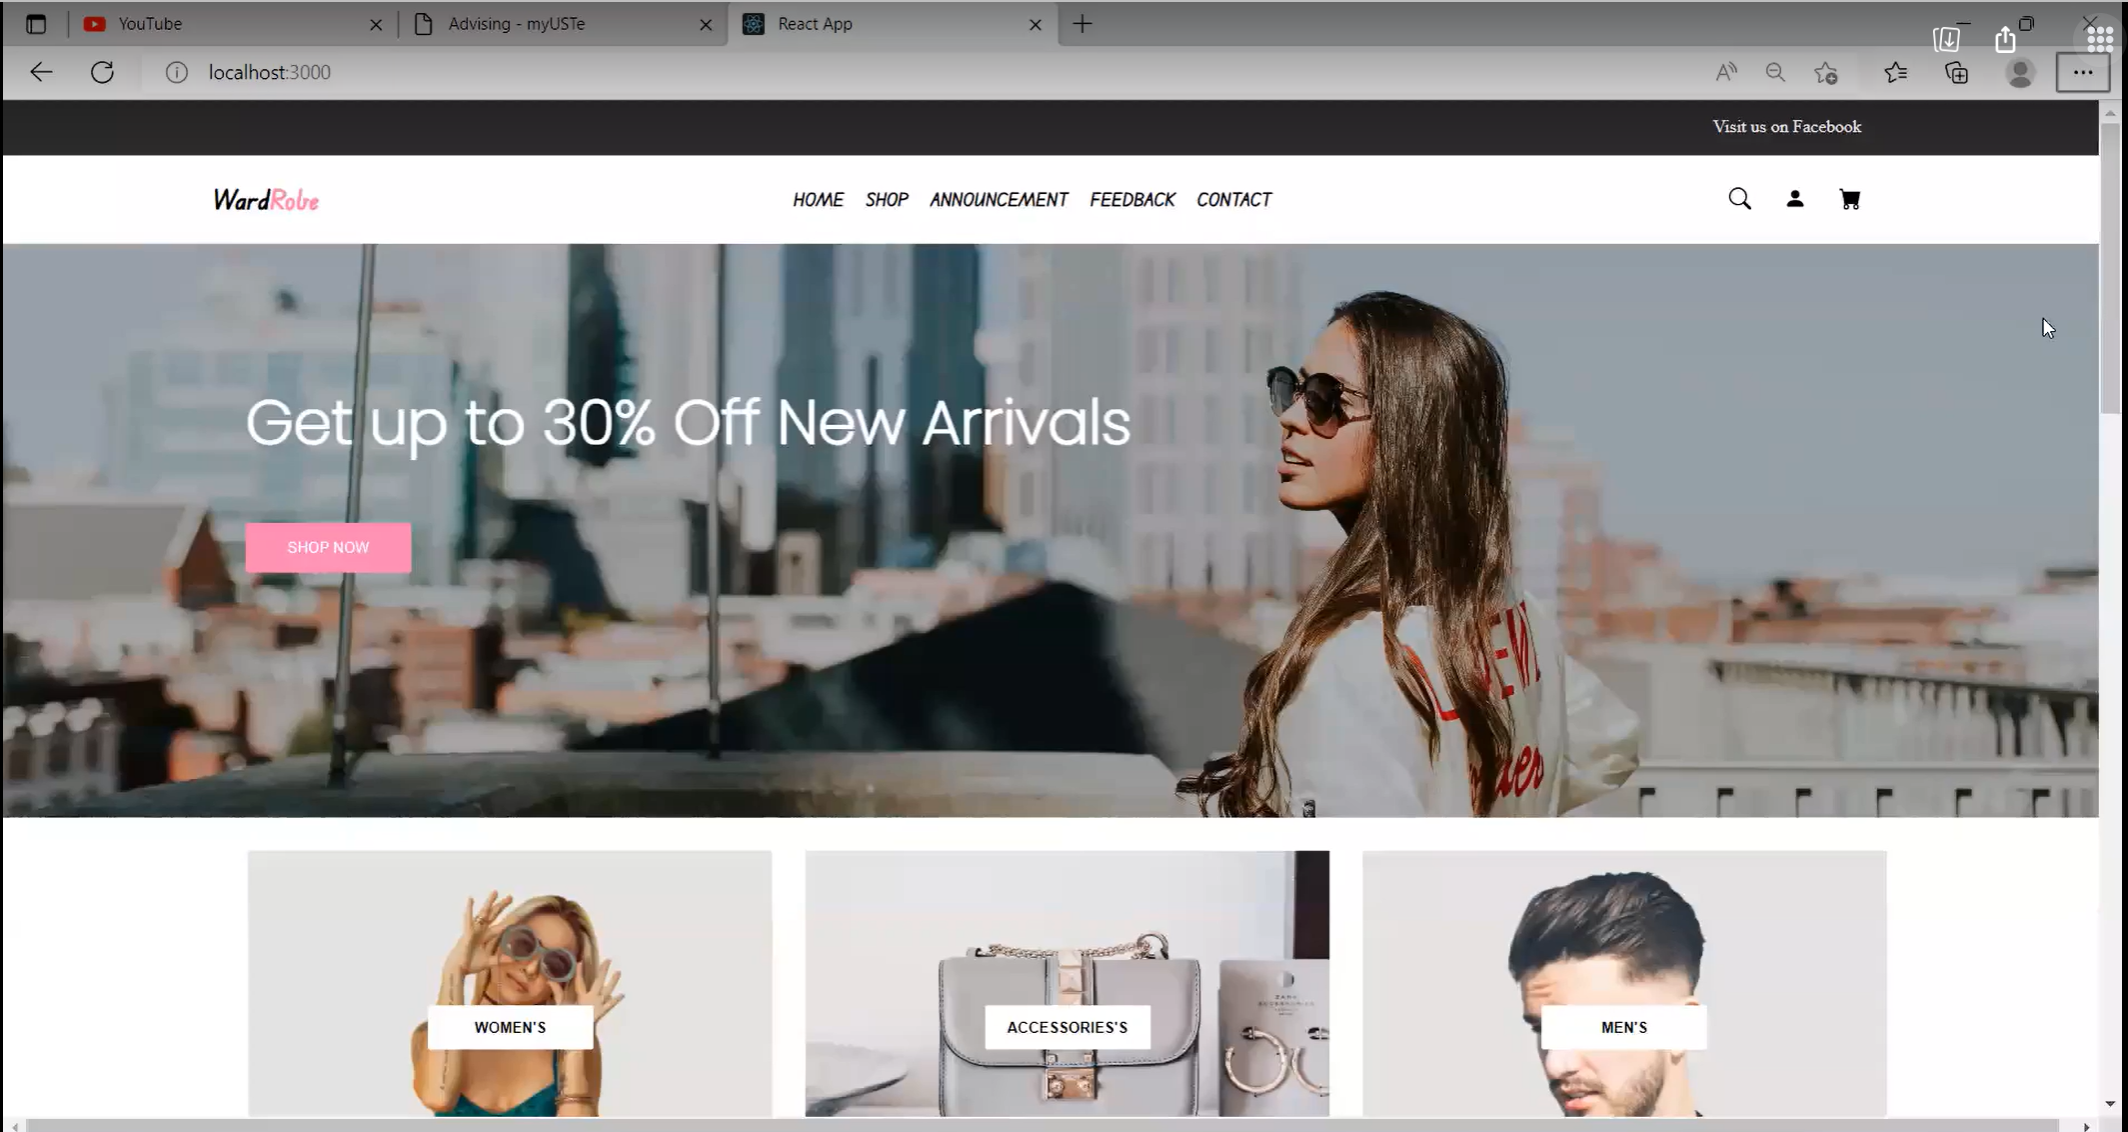 YouTube
Advising - myUSTe
React App
localhost:3000
Visit us on Facebook
WardRobe
HOME SHOP ANNOUNCEMENT FEEDBACK CONTACT
Get up to 30% Off New Arrivals
SHOP NOW
WOMEN'S
ACCESSORIES'S
MEN'S